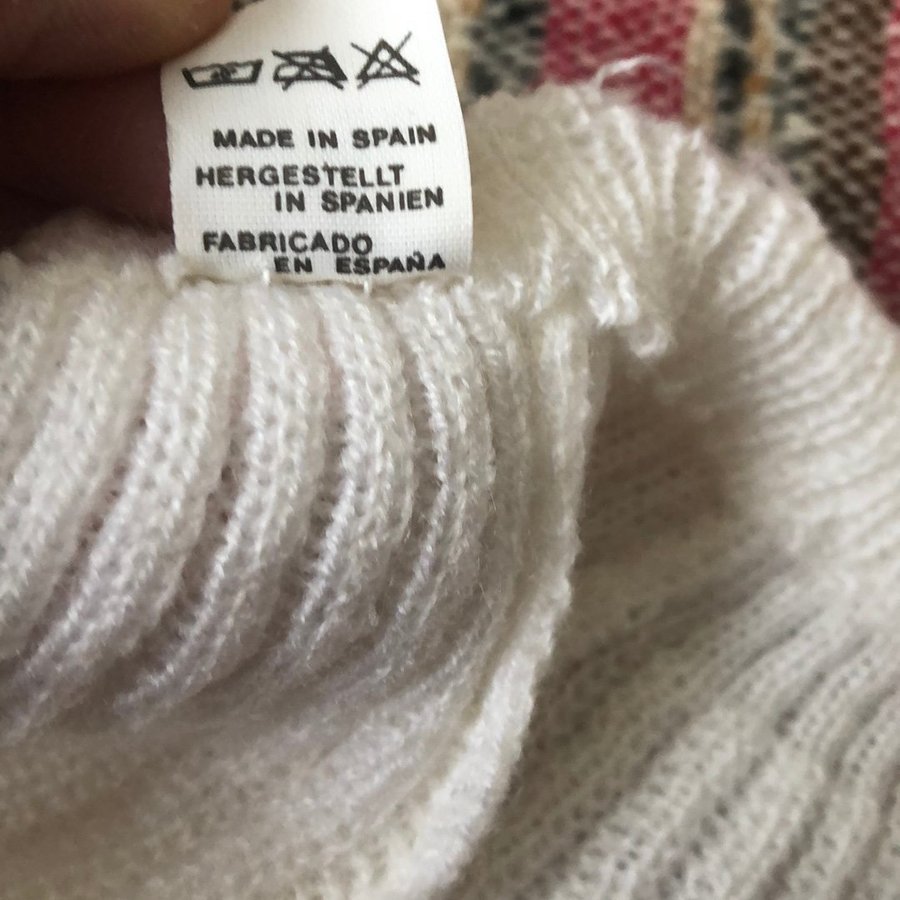 MADE IN SPAIN
HERGESTELLT
IN SPANIEN
FABRICADO
EN ESPAÑA